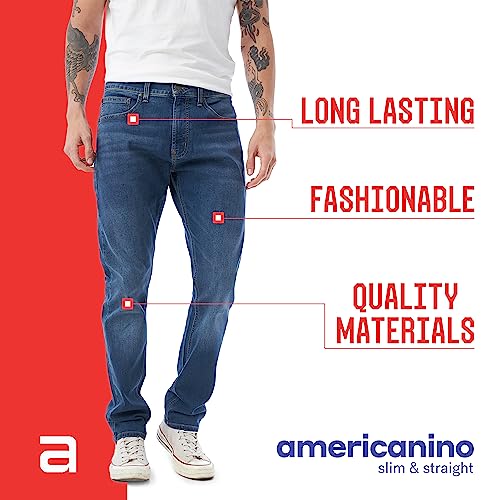 LONG LASTING
FASHIONABLE
QUALITY
MATERIALS
a
americanino
slim & straight